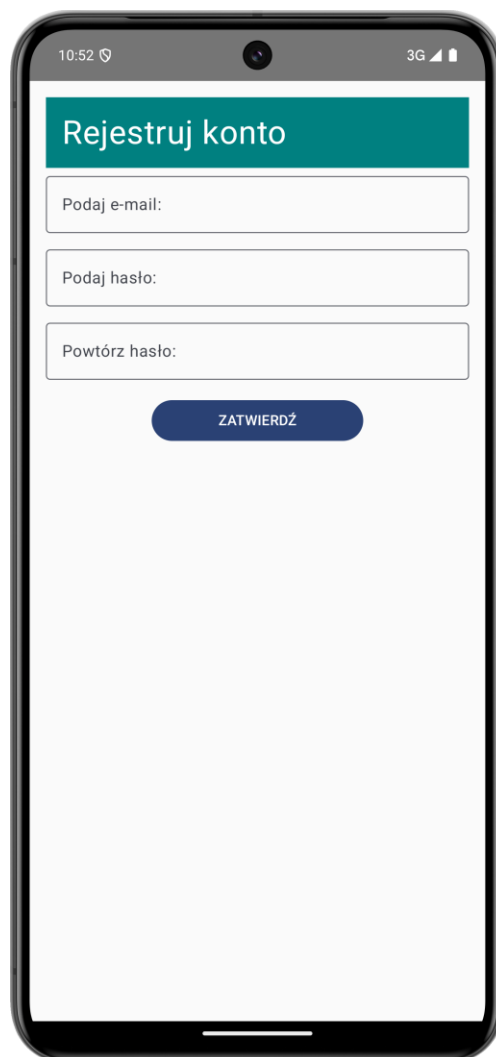 10:52
3G
Rejestruj konto
Podaj e-mail:
Podaj hasło:
Powtórz hasło:
ZATWIERDŹ